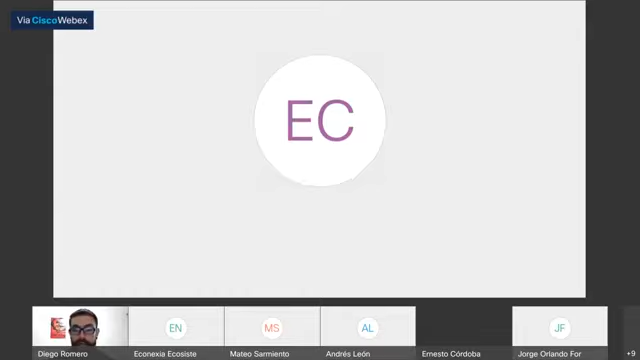 Via CiscoWebex
EC
EN
MS
AL
JF
Diego Romero
Econexia Ecosiste
Mateo Sarmiento
Andrés León
Ernesto Córdoba
Jorge Orlando For
+9